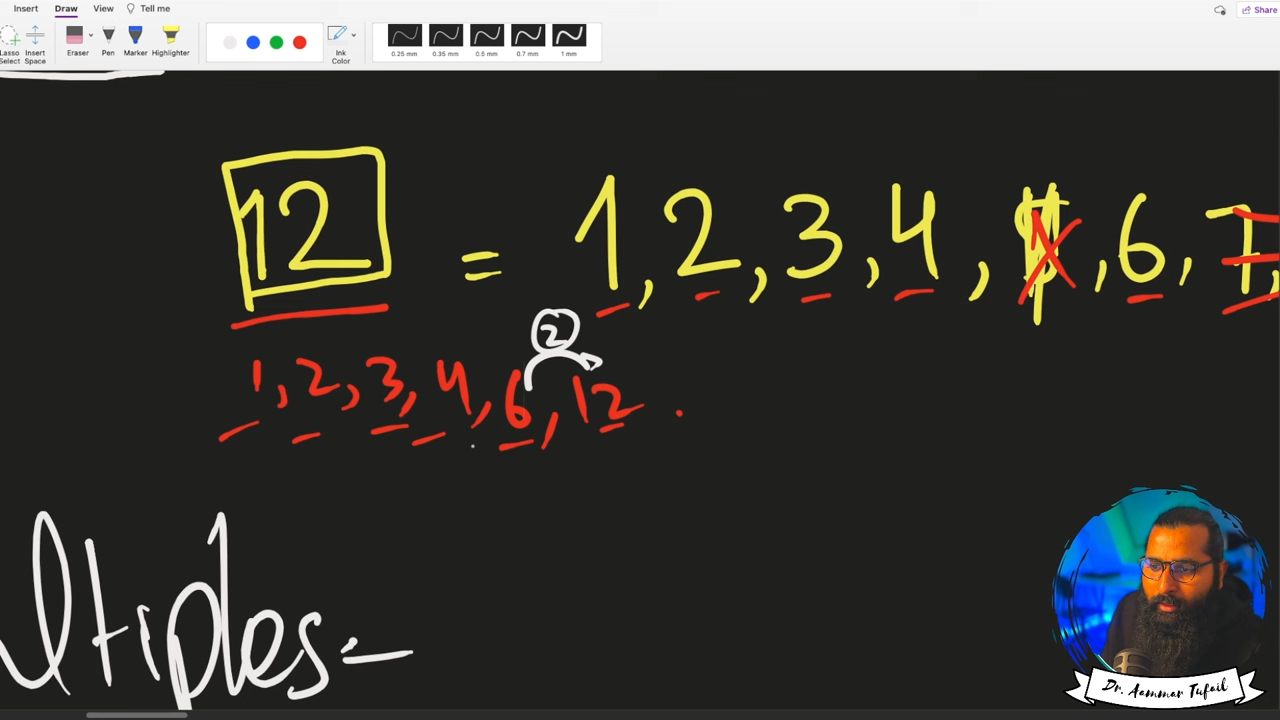 Insert Draw View Tell me
Share
Lasso Select
Insert Space
Eraser
Pen
Marker
Highlighter
Ink Color
0.25 mm 0.35 mm 0.5 mm 0.7 mm 1 mm
12 = 1, 2, 3, 4, , 6, 7,
2
1, 2, 3, 4, 6, 12 .
ltiples=
Dr. Aammar Tufail